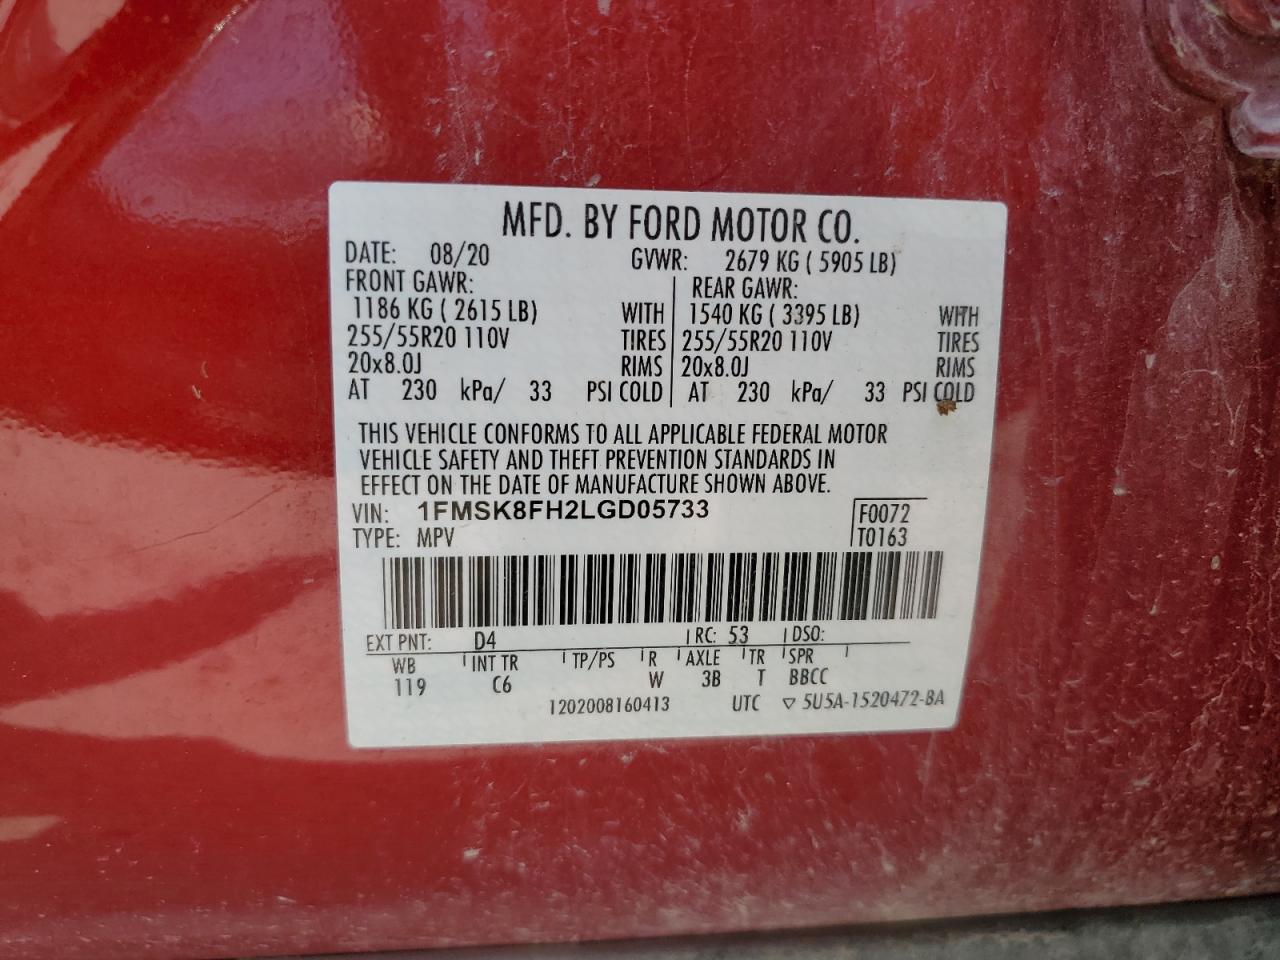 MFD. BY FORD MOTOR CO.
DATE: 08/20 GVWR: 2679 KG ( 5905 LB)
FRONT GAWR: REAR GAWR:
1186 KG ( 2615 LB) WITH 1540 KG ( 3395 LB) WITH
255/55R20 110V TIRES 255/55R20 110V TIRES
20x8.0J RIMS 20x8.0J RIMS
AT 230 kPa/ 33 PSI COLD AT 230 kPa/ 33 PSI COLD
THIS VEHICLE CONFORMS TO ALL APPLICABLE FEDERAL MOTOR
VEHICLE SAFETY AND THEFT PREVENTION STANDARDS IN
EFFECT ON THE DATE OF MANUFACTURE SHOWN ABOVE.
VIN: 1FMSK8FH2LGD05733 F0072
TYPE: MPV T0163
EXT PNT: D4 RC: 53 DSO:
WB INT TR TP/PS R AXLE TR SPR
119 C6 W 3B T BBCC
1202008160413 UTC ▽ 5U5A-1520472-BA